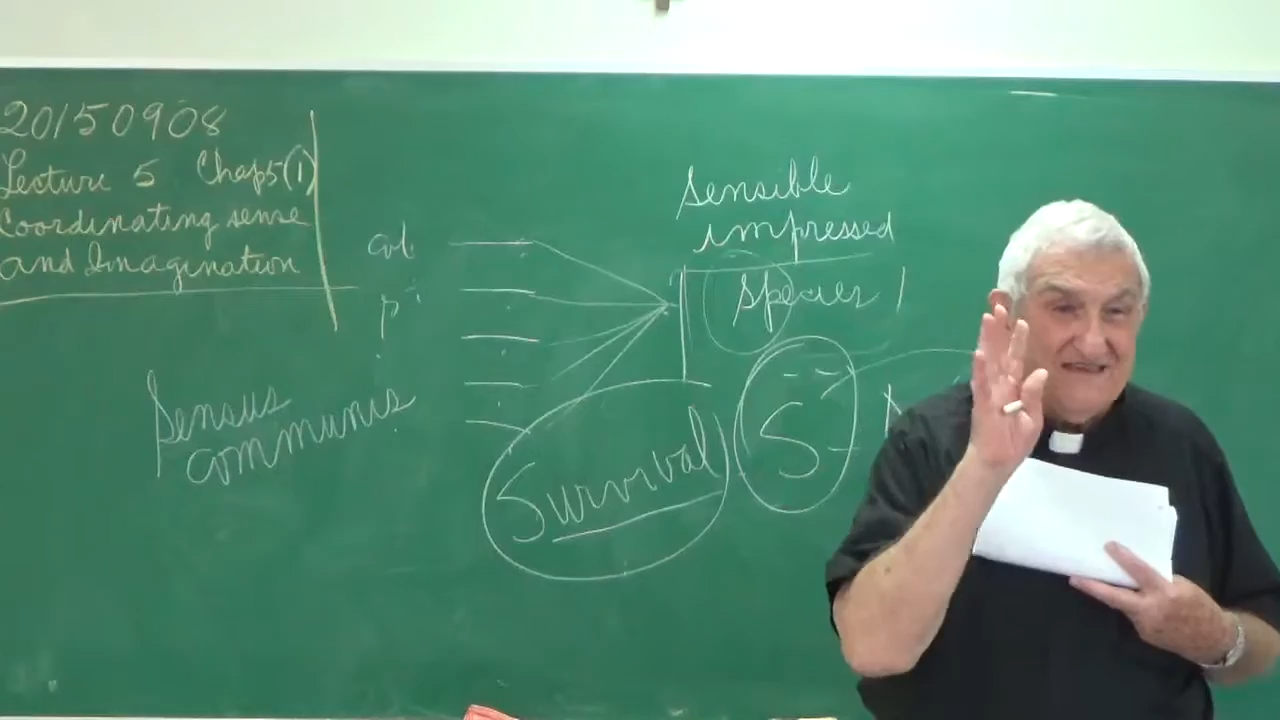 20150908
Lecture 5 Chap5(1)
Coordinating sense
and Imagination
Sensus
communis
Sensible
impressed
Species
Survival
S